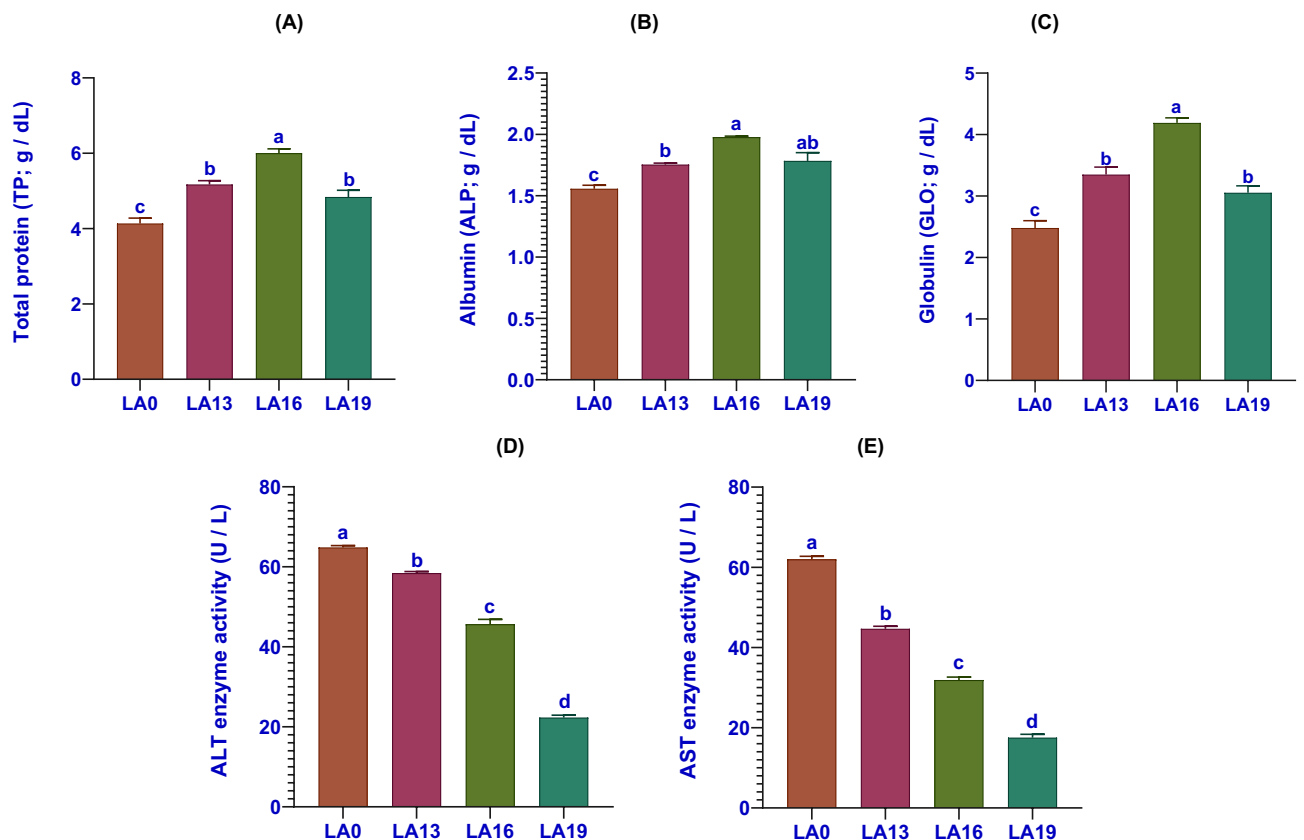 (A)
(B)
(C)
Total protein (TP; g / dL)
8
6
4
2
0
c
b
a
b
LA0 LA13 LA16 LA19
Albumin (ALP; g / dL)
2.5
2.0
1.5
1.0
0.5
0.0
c
b
a
ab
LA0 LA13 LA16 LA19
Globulin (GLO; g / dL)
5
4
3
2
1
0
c
b
a
b
LA0 LA13 LA16 LA19
(D)
(E)
ALT enzyme activity (U / L)
80
60
40
20
0
a
b
c
d
LA0 LA13 LA16 LA19
AST enzyme activity (U / L)
80
60
40
20
0
a
b
c
d
LA0 LA13 LA16 LA19